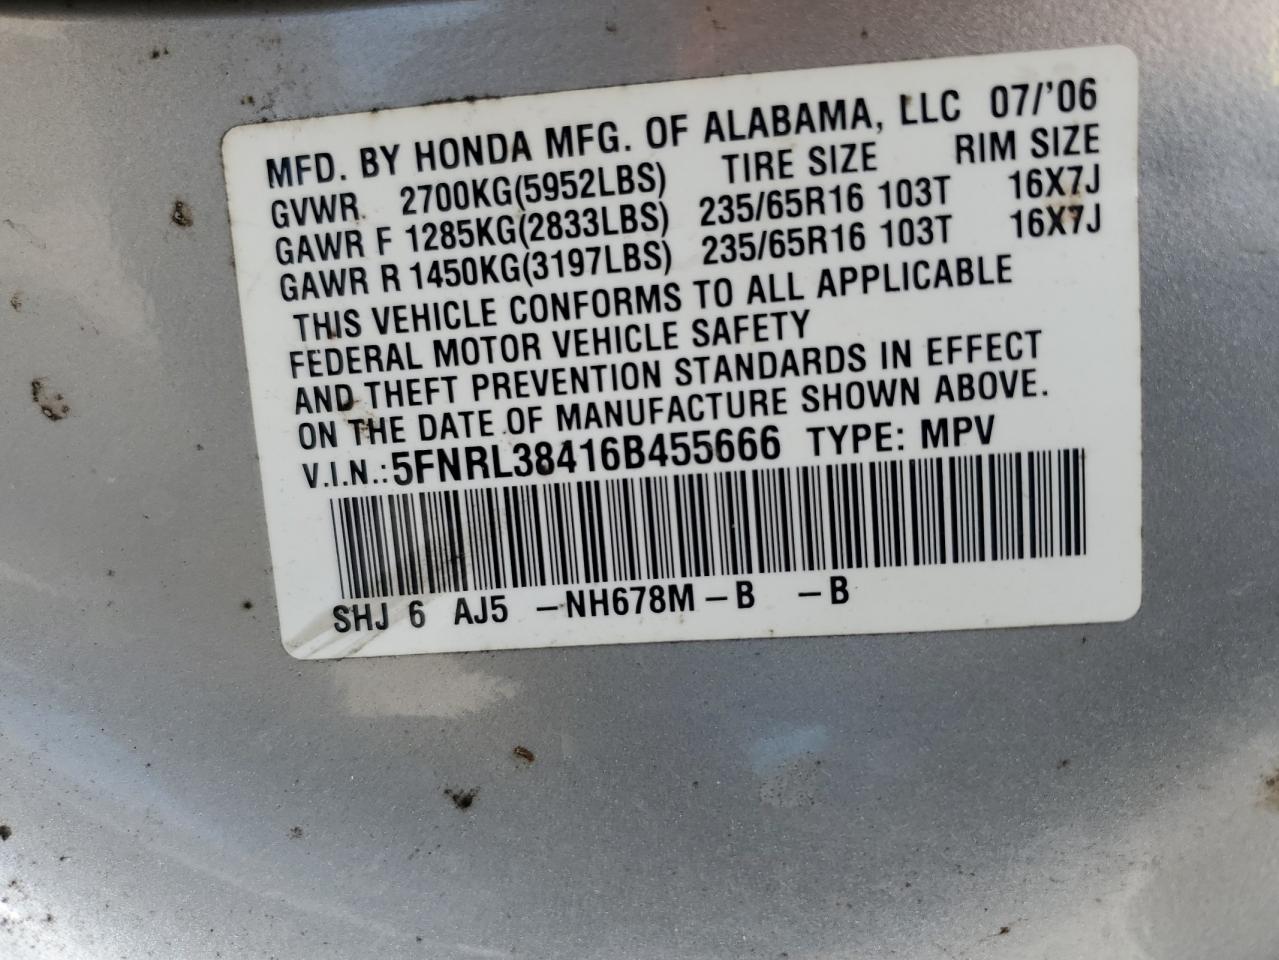 MFD. BY HONDA MFG. OF ALABAMA, LLC 07/'06
GVWR 2700KG(5952LBS) TIRE SIZE RIM SIZE
GAWR F 1285KG(2833LBS) 235/65R16 103T 16X7J
GAWR R 1450KG(3197LBS) 235/65R16 103T 16X7J
THIS VEHICLE CONFORMS TO ALL APPLICABLE
FEDERAL MOTOR VEHICLE SAFETY
AND THEFT PREVENTION STANDARDS IN EFFECT
ON THE DATE OF MANUFACTURE SHOWN ABOVE.
V.I.N.:5FNRL38416B455666 TYPE: MPV
SHJ 6 AJ5 -NH678M-B -B